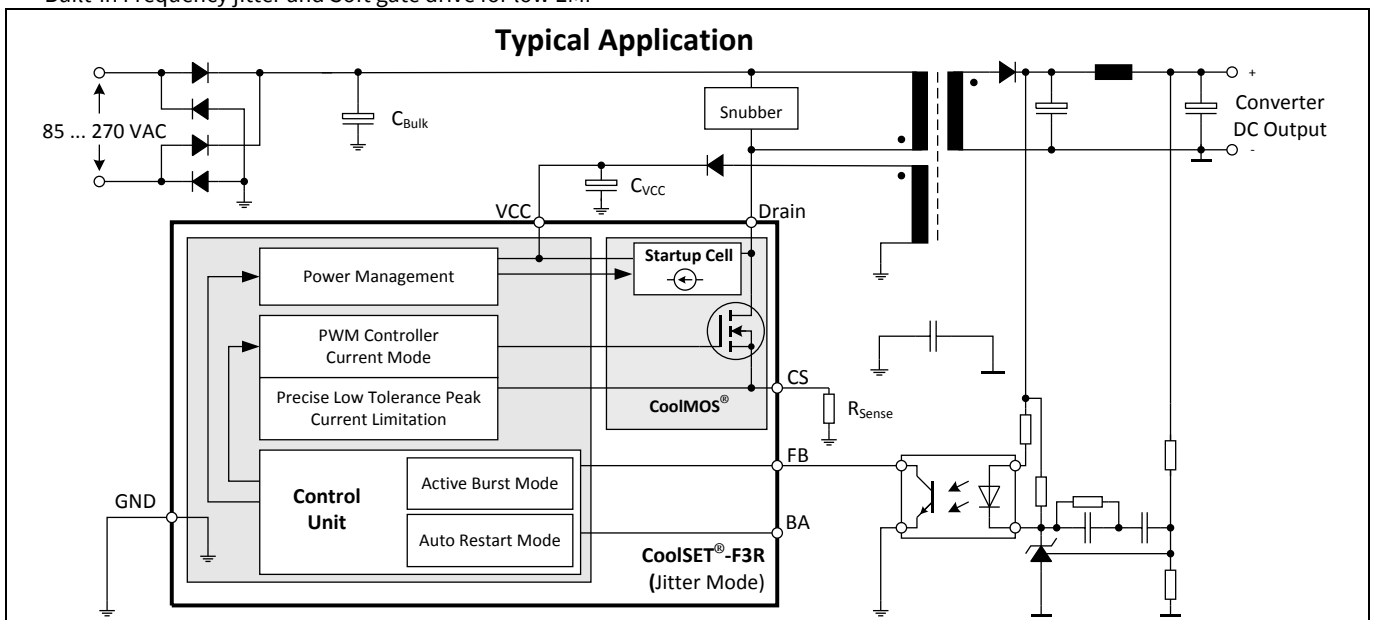 Built-in Frequency jitter and Soft gate drive for low EMI
Typical Application
85 ... 270 VAC
CBulk
Snubber
+
Converter
DC Output
-
CVCC
VCC
Drain
Power Management
Startup Cell
PWM Controller
Current Mode
Precise Low Tolerance Peak
Current Limitation
CoolMOS®
CS
RSense
FB
GND
Control
Unit
Active Burst Mode
Auto Restart Mode
BA
CoolSET®-F3R
(Jitter Mode)